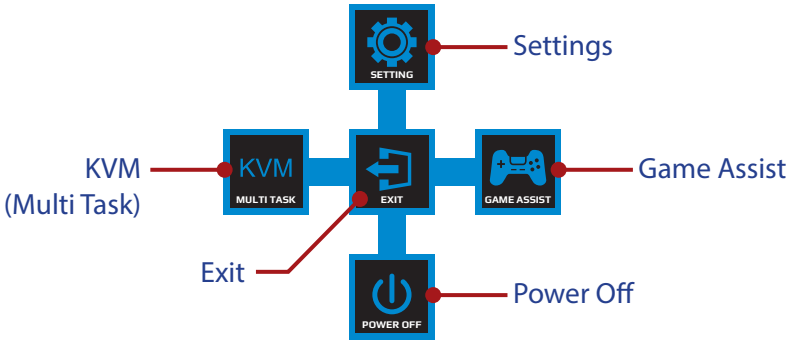 SETTING
Settings
KVM
(Multi Task)
KVM
MULTI TASK
EXIT
GAME ASSIST
Game Assist
Exit
POWER OFF
Power Off